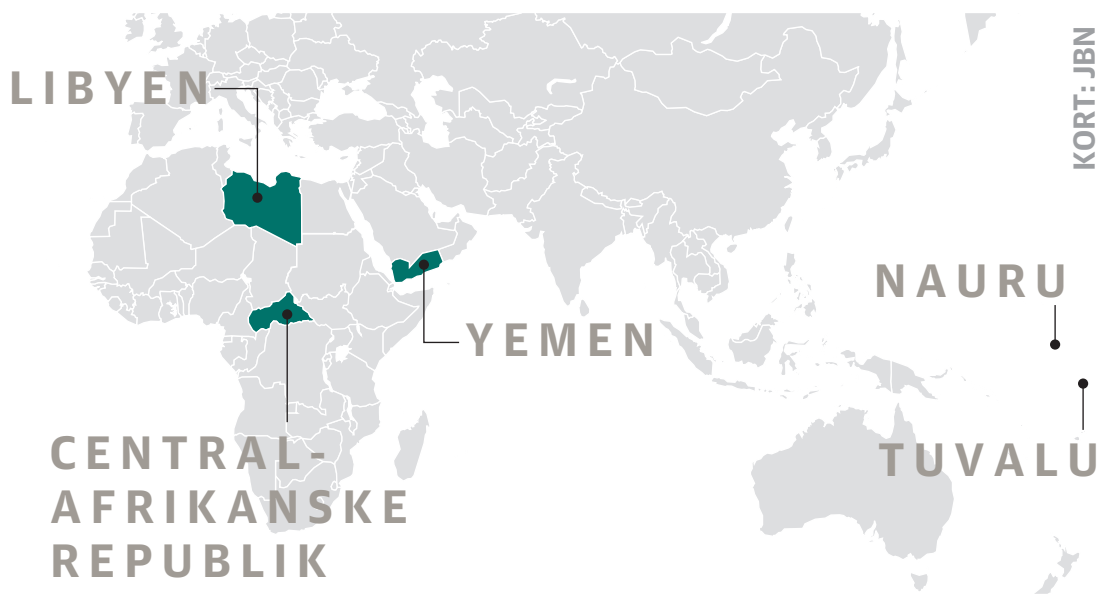 LIBYEN
KORT: JBN
NAURU
YEMEN
TUVALU
CENTRAL-
AFRIKANSKE
REPUBLIK